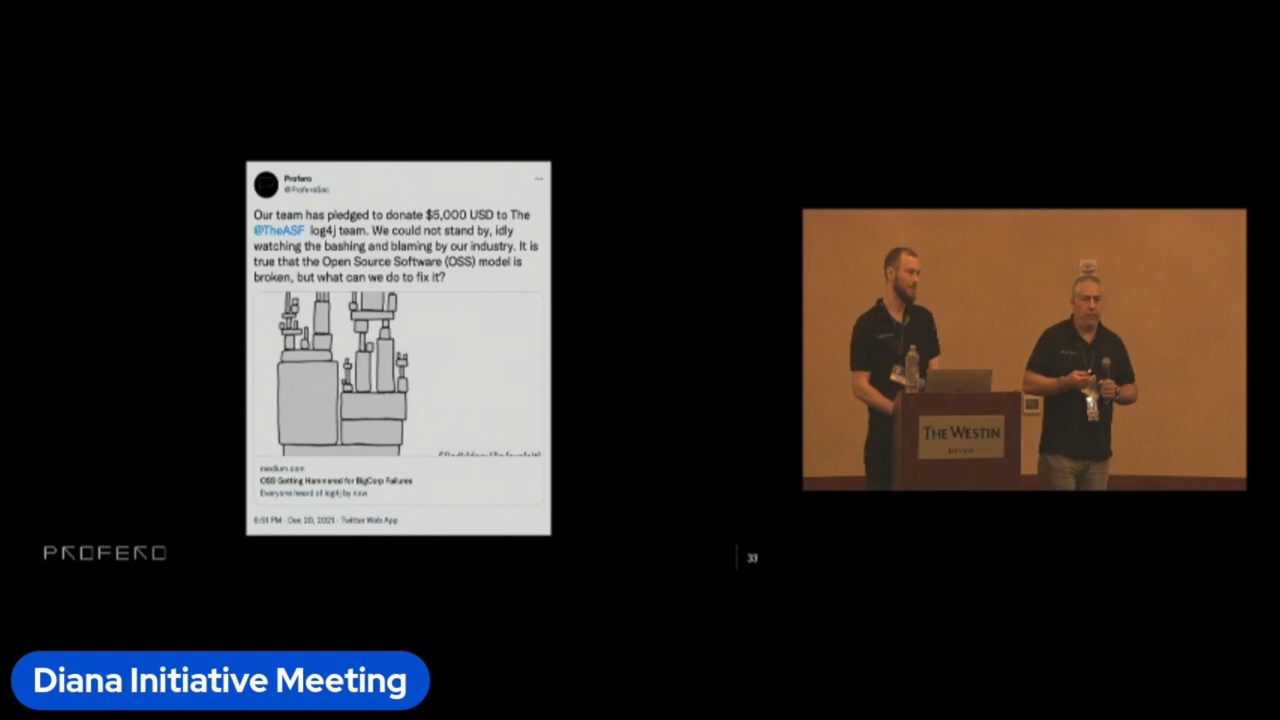 Profero
@ProferoSec
Our team has pledged to donate $5,000 USD to The
@TheASF log4j team. We could not stand by, idly
watching the bashing and blaming by our industry. It is
true that the Open Source Software (OSS) model is
broken, but what can we do to fix it?
medium.com
OSS Getting Hammered for BigCorp Failures
Everyone heard of log4j by now
6:51 PM · Dec 20, 2021 · Twitter Web App
PROFERO
33
THE WESTIN
Diana Initiative Meeting